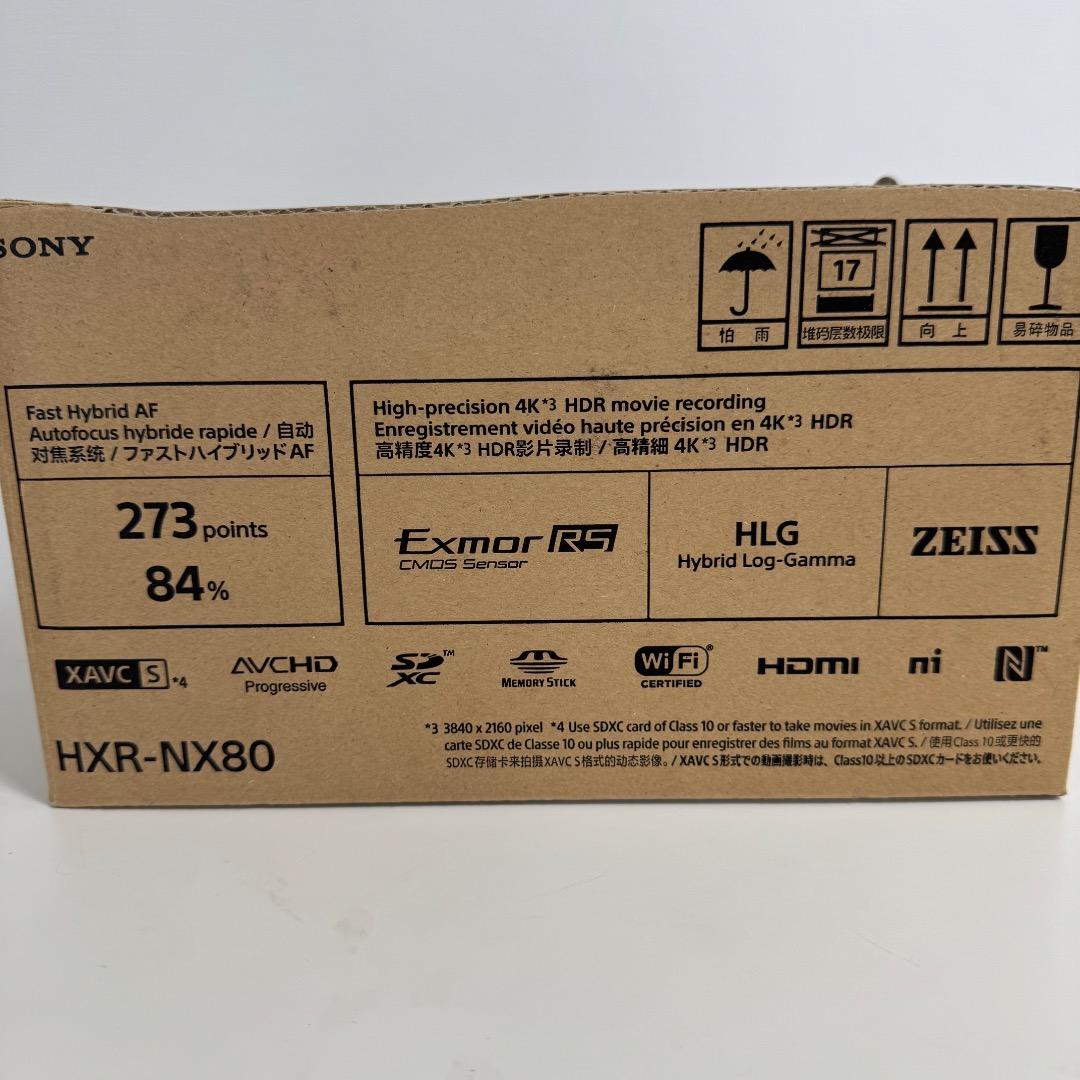 SONY
17
怕 雨
堆码层数极限
向 上
易碎物品
Fast Hybrid AF
Autofocus hybride rapide / 自动
对焦系统 / ファストハイブリッドAF
273 points
84%
High-precision 4K*3 HDR movie recording
Enregistrement vidéo haute précision en 4K*3 HDR
高精度4K*3 HDR影片录制 / 高精細 4K*3 HDR
Exmor RS
CMOS Sensor
HLG
Hybrid Log-Gamma
ZEISS
XAVC S *4
AVCHD
Progressive
SD XC™
MEMORY STICK
Wi Fi®
CERTIFIED
HDMI
ni
N™
HXR-NX80
*3 3840 x 2160 pixel *4 Use SDXC card of Class 10 or faster to take movies in XAVC S format. / Utilisez une
carte SDXC de Classe 10 ou plus rapide pour enregistrer des films au format XAVC S. / 使用Class 10或更快的
SDXC存储卡来拍摄XAVC S格式的动态影像。/ XAVC S形式での動画撮影時は、Class10以上のSDXCカードをお使いください。